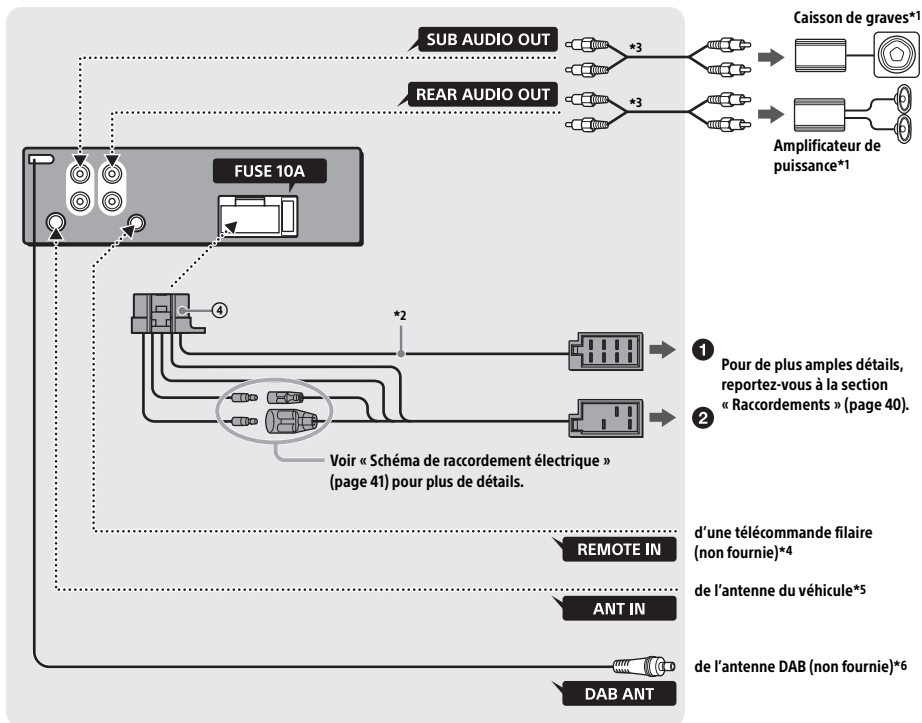 Caisson de graves*1
SUB AUDIO OUT
*3
REAR AUDIO OUT
*3
Amplificateur de
puissance*1
FUSE 10A
④
*2
❶
Pour de plus amples détails,
reportez-vous à la section
« Raccordements » (page 40).
❷
Voir « Schéma de raccordement électrique »
(page 41) pour plus de détails.
d’une télécommande filaire
(non fournie)*4
REMOTE IN
de l’antenne du véhicule*5
ANT IN
de l’antenne DAB (non fournie)*6
DAB ANT